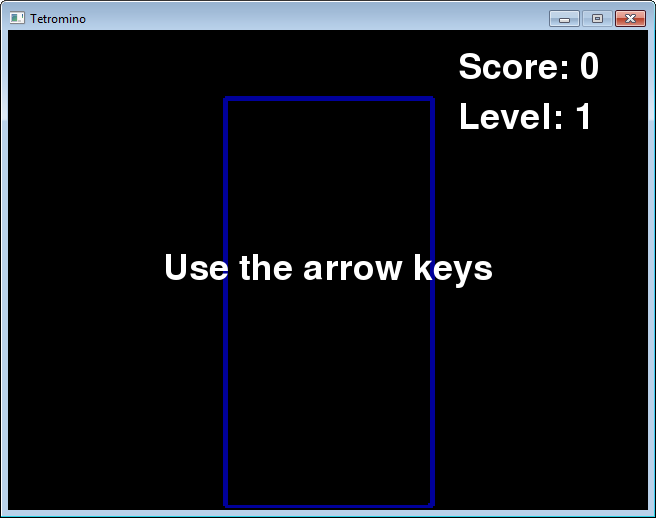 Tetromino
Score: 0
Level: 1
Use the arrow keys